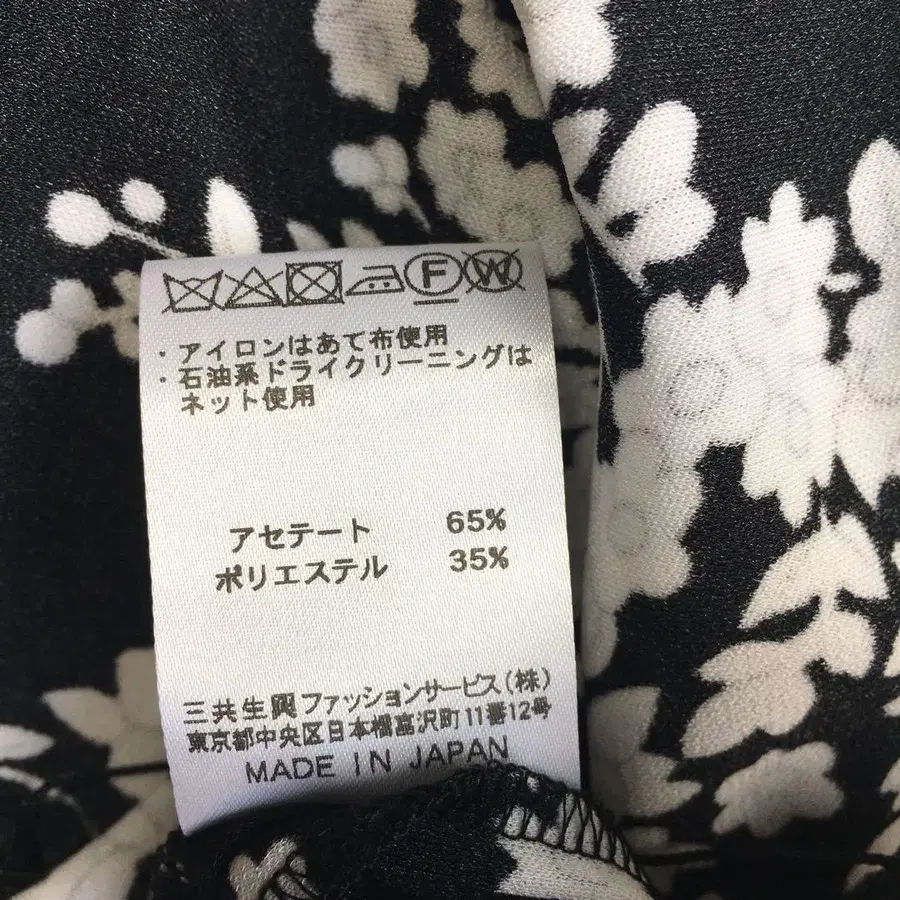 F W
・アイロンはあて布使用
・石油系ドライクリーニングは
ネット使用
アセテート 65%
ポリエステル 35%
三共生興ファッションサービス(株)
東京都中央区日本橋富沢町11番12号
MADE IN JAPAN